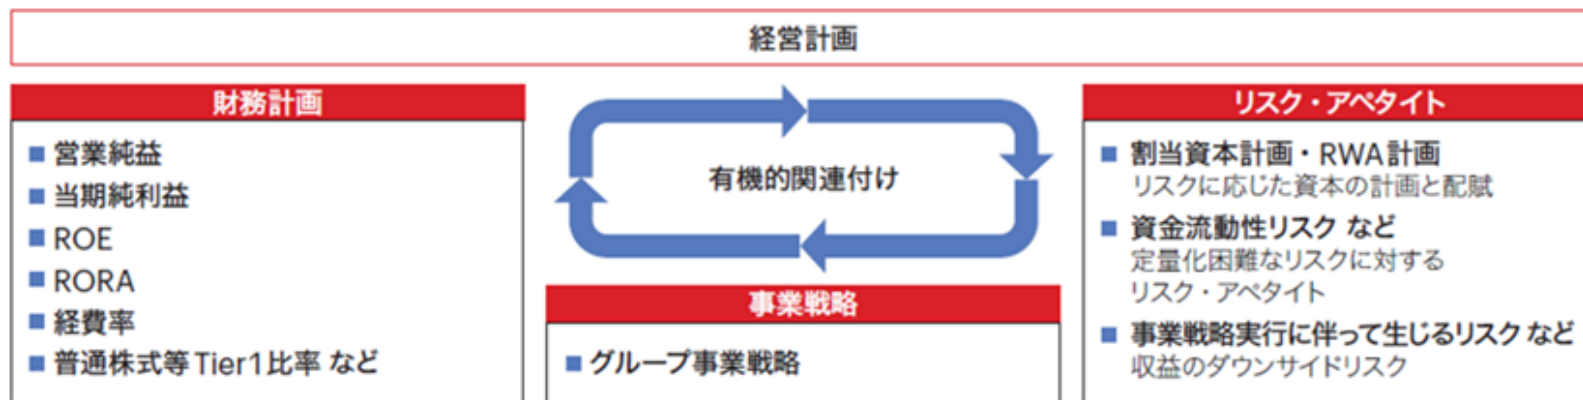 経営計画
財務計画
営業純益
当期純利益
ROE
RORA
経費率
普通株式等Tier1比率 など
有機的関連付け
事業戦略
グループ事業戦略
リスク・アペタイト
割当資本計画・RWA計画
リスクに応じた資本の計画と配賦
資金流動性リスク など
定量化困難なリスクに対する
リスク・アペタイト
事業戦略実行に伴って生じるリスク など
収益のダウンサイドリスク